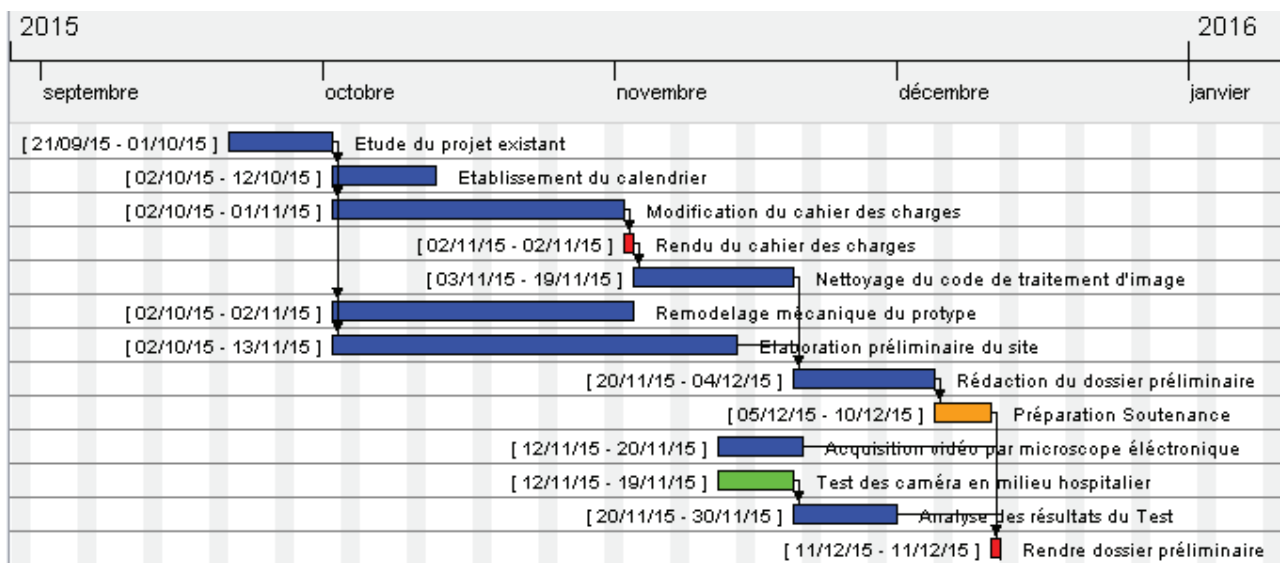 2015 2016
septembre octobre novembre décembre janvier
[ 21/09/15 - 01/10/15 ] Etude du projet existant
[ 02/10/15 - 12/10/15 ] Etablissement du calendrier
[ 02/10/15 - 01/11/15 ] Modification du cahier des charges
[ 02/11/15 - 02/11/15 ] Rendu du cahier des charges
[ 03/11/15 - 19/11/15 ] Nettoyage du code de traitement d'image
[ 02/10/15 - 02/11/15 ] Remodelage mécanique du protype
[ 02/10/15 - 13/11/15 ] Elaboration préliminaire du site
[ 20/11/15 - 04/12/15 ] Rédaction du dossier préliminaire
[ 05/12/15 - 10/12/15 ] Préparation Soutenance
[ 12/11/15 - 20/11/15 ] Acquisition vidéo par microscope éléctronique
[ 12/11/15 - 19/11/15 ] Test des caméra en milieu hospitalier
[ 20/11/15 - 30/11/15 ] Analyse des résultats du Test
[ 11/12/15 - 11/12/15 ] Rendre dossier préliminaire